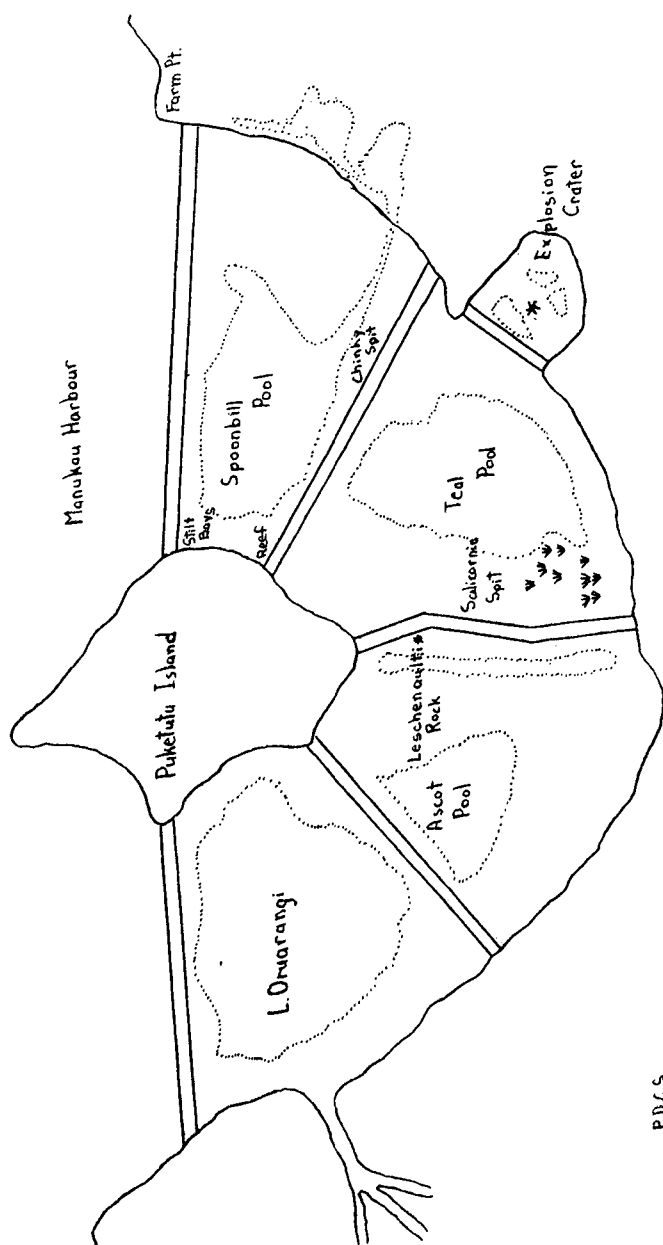 Manukau Harbour
Farm Pt.
Puketutu Island
Stilt
Bays
Spoonbill
Pool
Reef
Chinky
Spit
Explosion
Crater
L. Oruarangi
Teal
Pool
Salicornia
Spit
Leschenaultii
Rock
Ascot
Pool